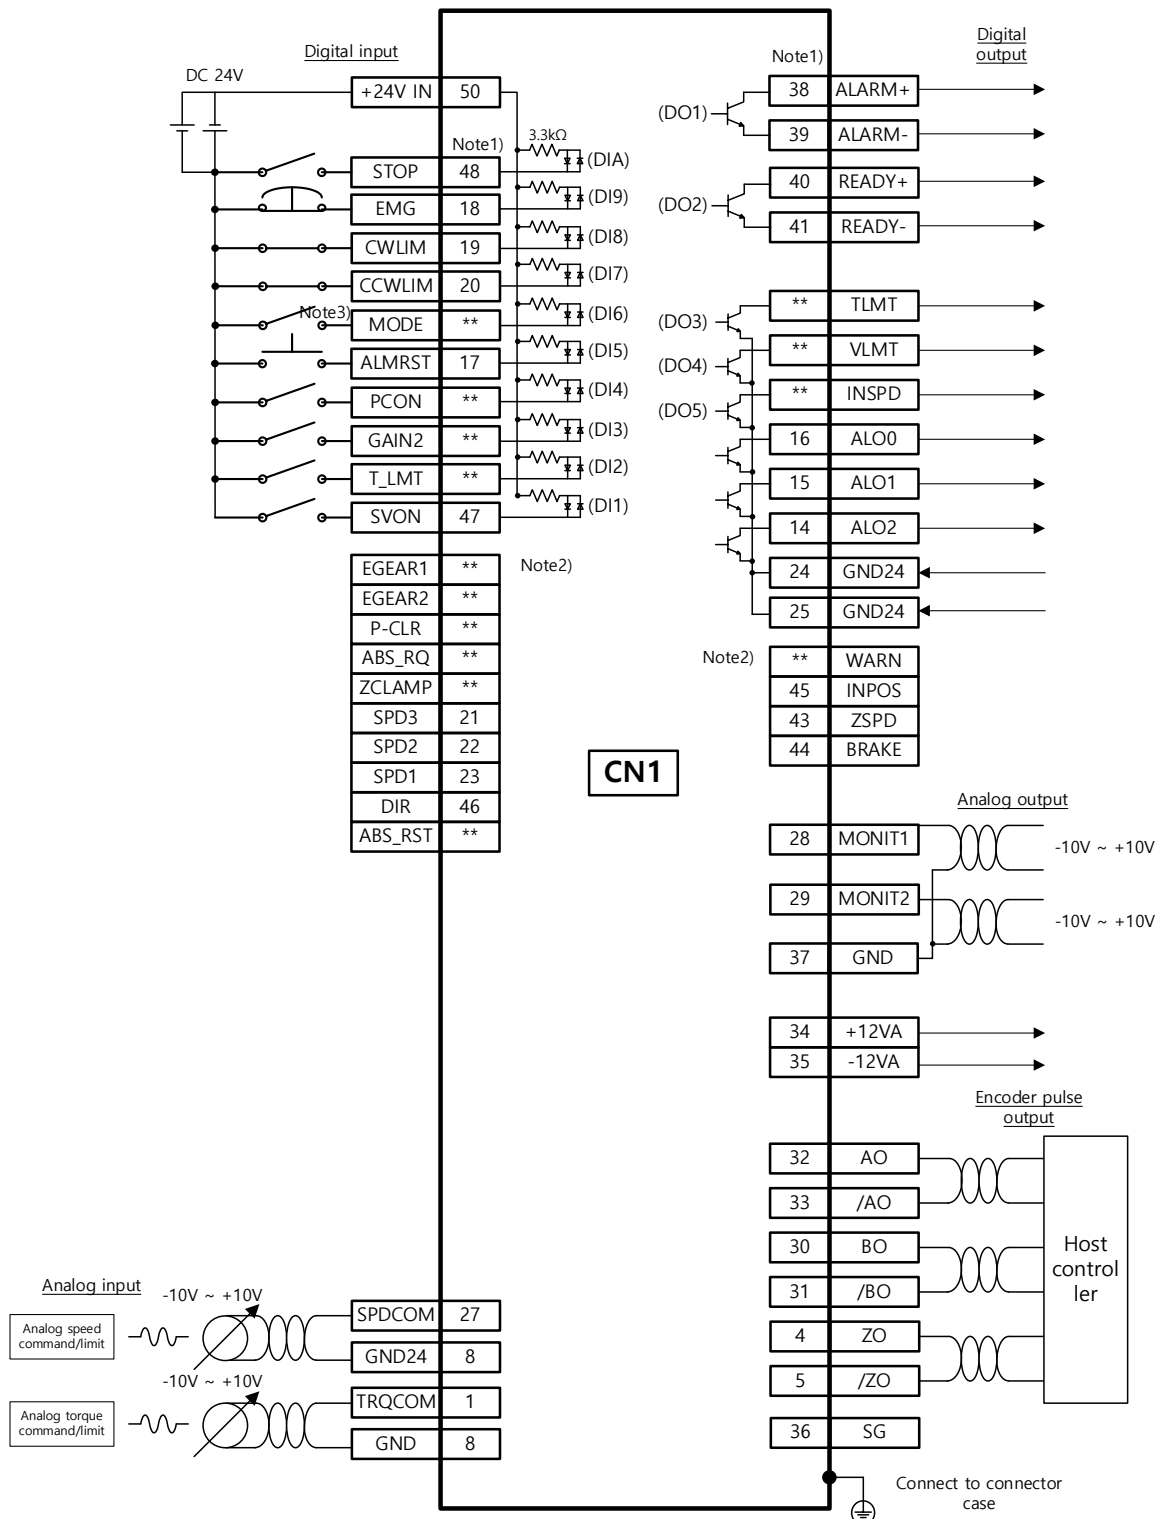 Digital input
DC 24V
+24V IN 50
3.3kΩ
Note1)
STOP 48 (DIA)
EMG 18 (DI9)
CWLIM 19 (DI8)
CCWLIM 20 (DI7)
Note3)
MODE ** (DI6)
ALMRST 17 (DI5)
PCON ** (DI4)
GAIN2 ** (DI3)
T_LMT ** (DI2)
SVON 47 (DI1)
EGEAR1 ** Note2)
EGEAR2 **
P-CLR **
ABS_RQ **
ZCLAMP **
SPD3 21
SPD2 22
SPD1 23
DIR 46
ABS_RST **
CN1
Analog input
-10V ~ +10V
Analog speed
command/limit
SPDCOM 27
GND24 8
-10V ~ +10V
Analog torque
command/limit
TRQCOM 1
GND 8
Digital
output
Note1)
(DO1)
38 ALARM+
39 ALARM-
(DO2)
40 READY+
41 READY-
(DO3)
** TLMT
(DO4)
** VLMT
(DO5)
** INSPD
16 ALO0
15 ALO1
14 ALO2
24 GND24
25 GND24
Note2)
** WARN
45 INPOS
43 ZSPD
44 BRAKE
Analog output
28 MONIT1
-10V ~ +10V
29 MONIT2
-10V ~ +10V
37 GND
34 +12VA
35 -12VA
Encoder pulse
output
32 AO
33 /AO
30 BO
31 /BO
4 ZO
5 /ZO
Host
control
ler
36 SG
Connect to connector
case